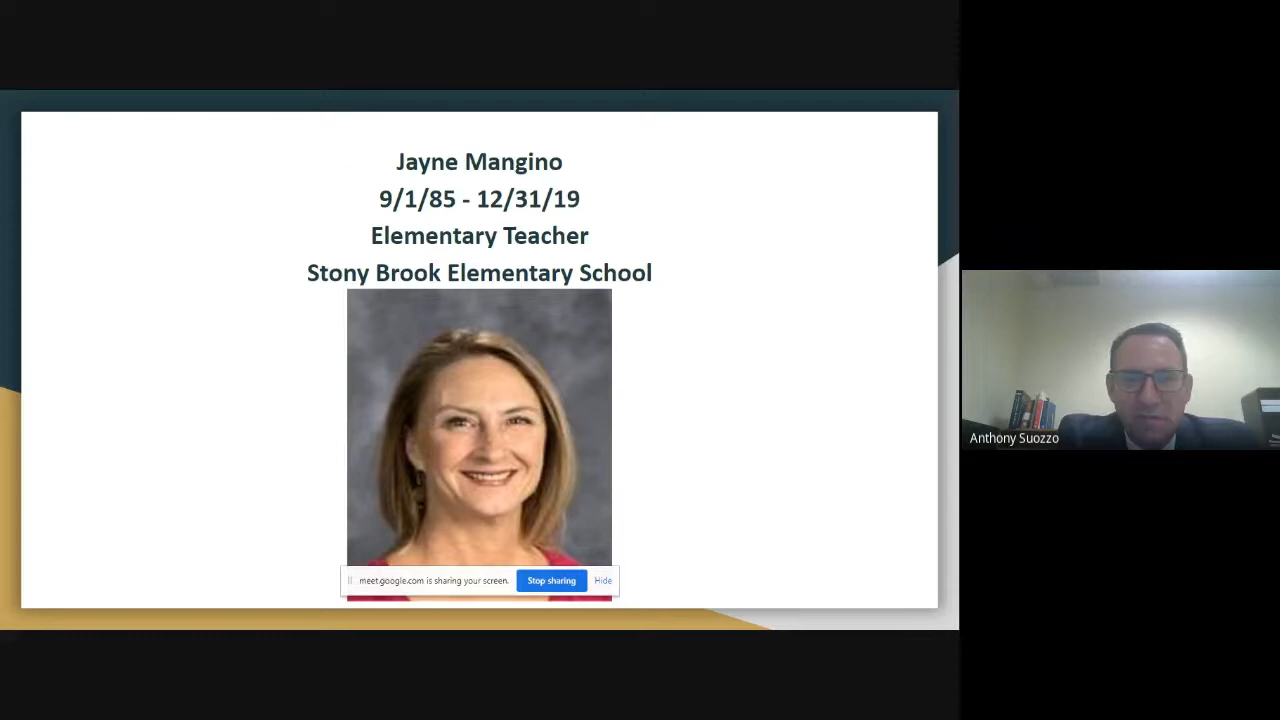 Jayne Mangino
9/1/85 - 12/31/19
Elementary Teacher
Stony Brook Elementary School
meet.google.com is sharing your screen.
Stop sharing
Hide
Anthony Suozzo